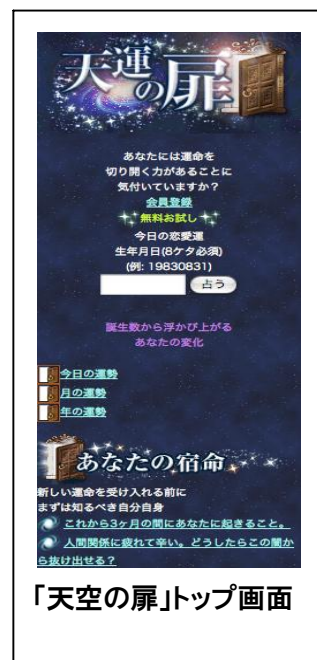 天運の扉
あなたには運命を
切り開く力があることに
気付いていますか？
会員登録
無料お試し
今日の恋愛運
生年月日(8ケタ必須)
(例: 19830831)
占う
誕生数から浮かび上がる
あなたの変化
今日の運勢
月の運勢
年の運勢
あなたの宿命
新しい運命を受け入れる前に
まずは知るべき自分自身
これから3ヶ月の間にあなたに起きること。
人間関係に疲れて辛い。どうしたらこの闇か
ら抜け出せる？
「天空の扉」トップ画面